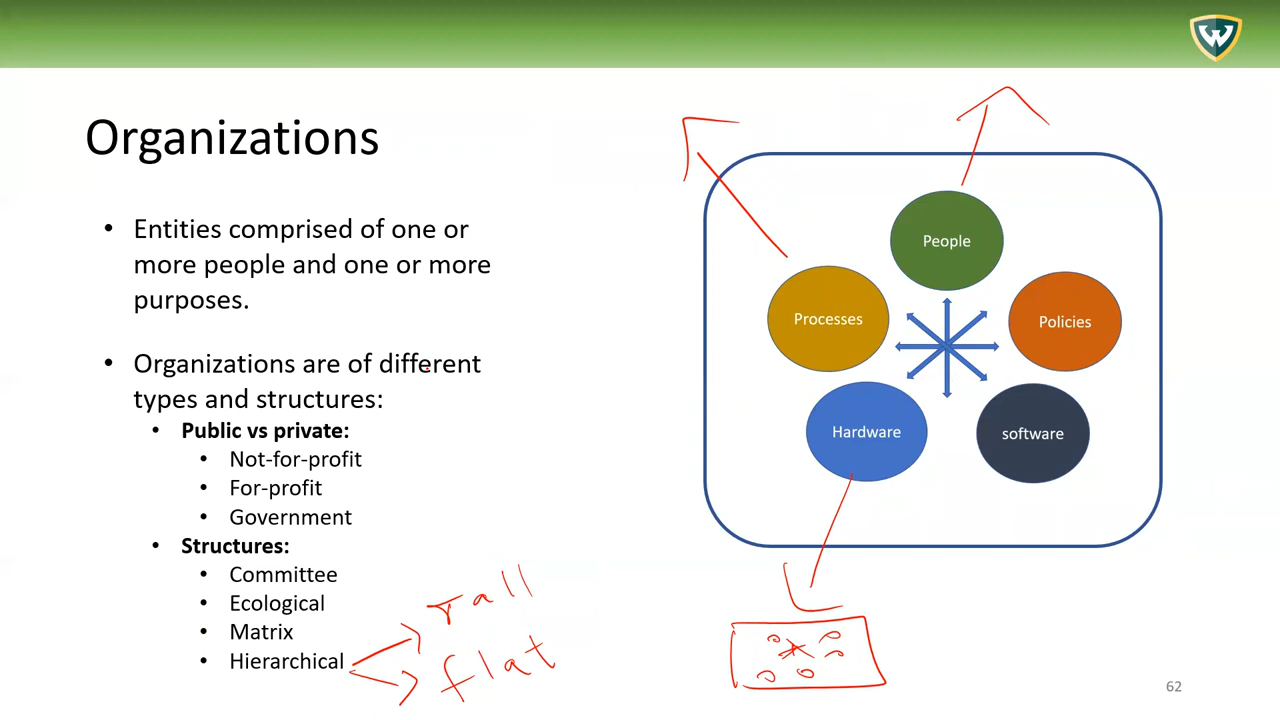 Organizations
• Entities comprised of one or
more people and one or more
purposes.
• Organizations are of different
types and structures:
• Public vs private:
• Not-for-profit
• For-profit
• Government
• Structures:
• Committee
• Ecological
• Matrix
• Hierarchical
Tall
flat
People
Processes
Policies
Hardware
software
62
W